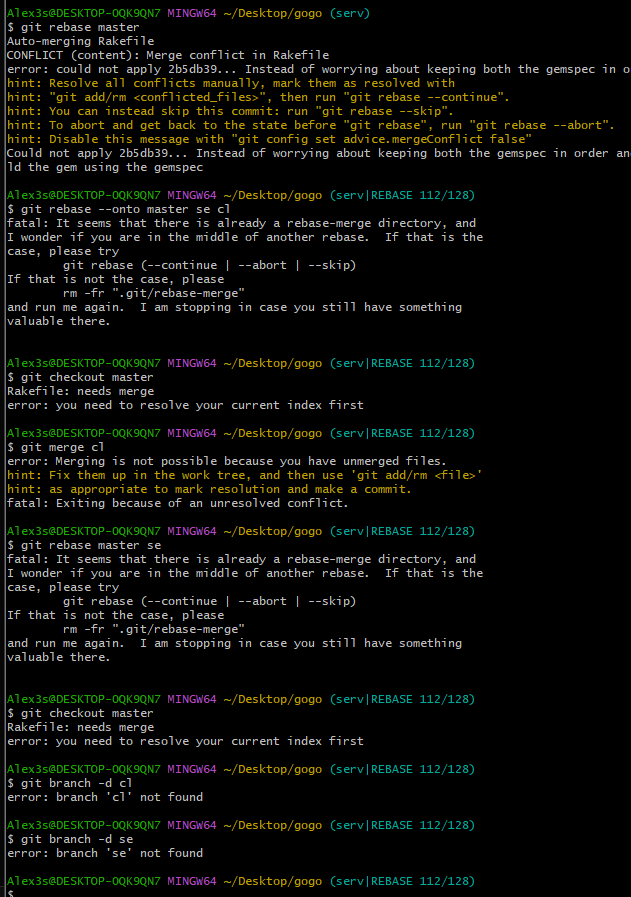 Alex3s@DESKTOP-OQK9QN7 MINGW64 ~/Desktop/gogo (serv)
$ git rebase master
Auto-merging Rakefile
CONFLICT (content): Merge conflict in Rakefile
error: could not apply 2b5db39... Instead of worrying about keeping both the gemspec in o
hint: Resolve all conflicts manually, mark them as resolved with
hint: "git add/rm <conflicted_files>", then run "git rebase --continue".
hint: You can instead skip this commit: run "git rebase --skip".
hint: To abort and get back to the state before "git rebase", run "git rebase --abort".
hint: Disable this message with "git config set advice.mergeConflict false"
Could not apply 2b5db39... Instead of worrying about keeping both the gemspec in order an
ld the gem using the gemspec
Alex3s@DESKTOP-OQK9QN7 MINGW64 ~/Desktop/gogo (serv|REBASE 112/128)
$ git rebase --onto master se cl
fatal: It seems that there is already a rebase-merge directory, and
I wonder if you are in the middle of another rebase.  If that is the
case, please try
        git rebase (--continue | --abort | --skip)
If that is not the case, please
        rm -fr ".git/rebase-merge"
and run me again.  I am stopping in case you still have something
valuable there.
Alex3s@DESKTOP-OQK9QN7 MINGW64 ~/Desktop/gogo (serv|REBASE 112/128)
$ git checkout master
Rakefile: needs merge
error: you need to resolve your current index first
Alex3s@DESKTOP-OQK9QN7 MINGW64 ~/Desktop/gogo (serv|REBASE 112/128)
$ git merge cl
error: Merging is not possible because you have unmerged files.
hint: Fix them up in the work tree, and then use 'git add/rm <file>'
hint: as appropriate to mark resolution and make a commit.
fatal: Exiting because of an unresolved conflict.
Alex3s@DESKTOP-OQK9QN7 MINGW64 ~/Desktop/gogo (serv|REBASE 112/128)
$ git rebase master se
fatal: It seems that there is already a rebase-merge directory, and
I wonder if you are in the middle of another rebase.  If that is the
case, please try
        git rebase (--continue | --abort | --skip)
If that is not the case, please
        rm -fr ".git/rebase-merge"
and run me again.  I am stopping in case you still have something
valuable there.
Alex3s@DESKTOP-OQK9QN7 MINGW64 ~/Desktop/gogo (serv|REBASE 112/128)
$ git checkout master
Rakefile: needs merge
error: you need to resolve your current index first
Alex3s@DESKTOP-OQK9QN7 MINGW64 ~/Desktop/gogo (serv|REBASE 112/128)
$ git branch -d cl
error: branch 'cl' not found
Alex3s@DESKTOP-OQK9QN7 MINGW64 ~/Desktop/gogo (serv|REBASE 112/128)
$ git branch -d se
error: branch 'se' not found
Alex3s@DESKTOP-OQK9QN7 MINGW64 ~/Desktop/gogo (serv|REBASE 112/128)
$